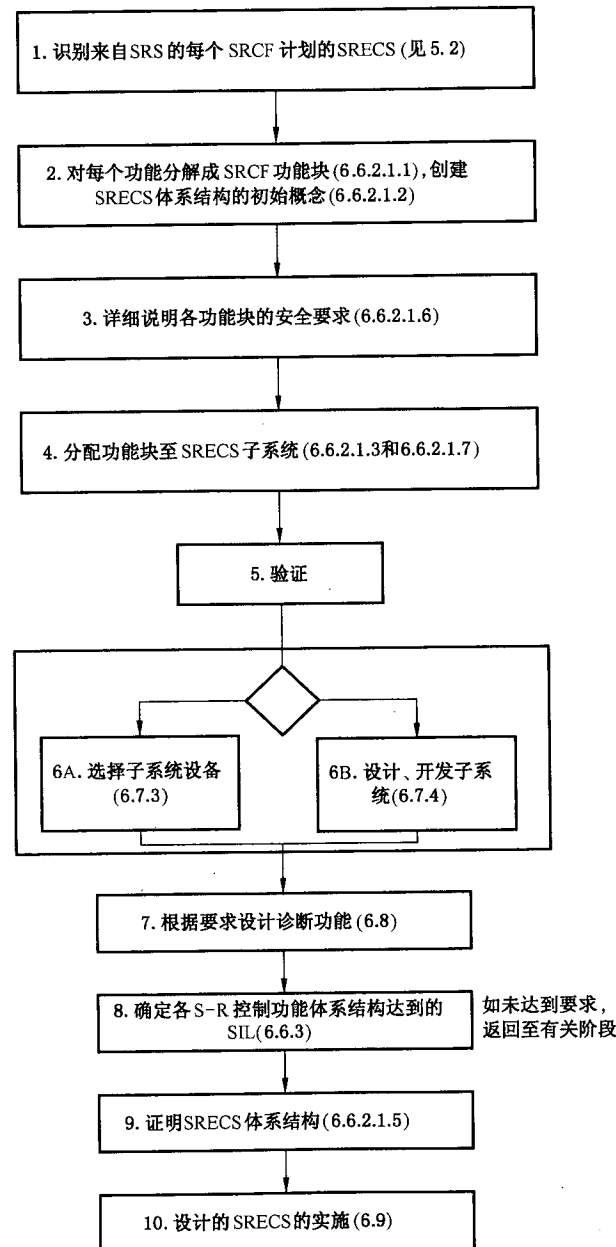 1. 识别来自SRS的每个SRCF计划的SRECS(见5.2)
2. 对每个功能分解成SRCF功能块(6.6.2.1.1),创建
SRECS体系结构的初始概念(6.6.2.1.2)
3. 详细说明各功能块的安全要求(6.6.2.1.6)
4. 分配功能块至SRECS子系统(6.6.2.1.3和6.6.2.1.7)
5. 验证
6A. 选择子系统设备
(6.7.3)
6B. 设计、开发子系
统(6.7.4)
7. 根据要求设计诊断功能(6.8)
8. 确定各S-R控制功能体系结构达到的
SIL(6.6.3)
如未达到要求,
返回至有关阶段
9. 证明SRECS体系结构(6.6.2.1.5)
10. 设计的SRECS的实施(6.9)